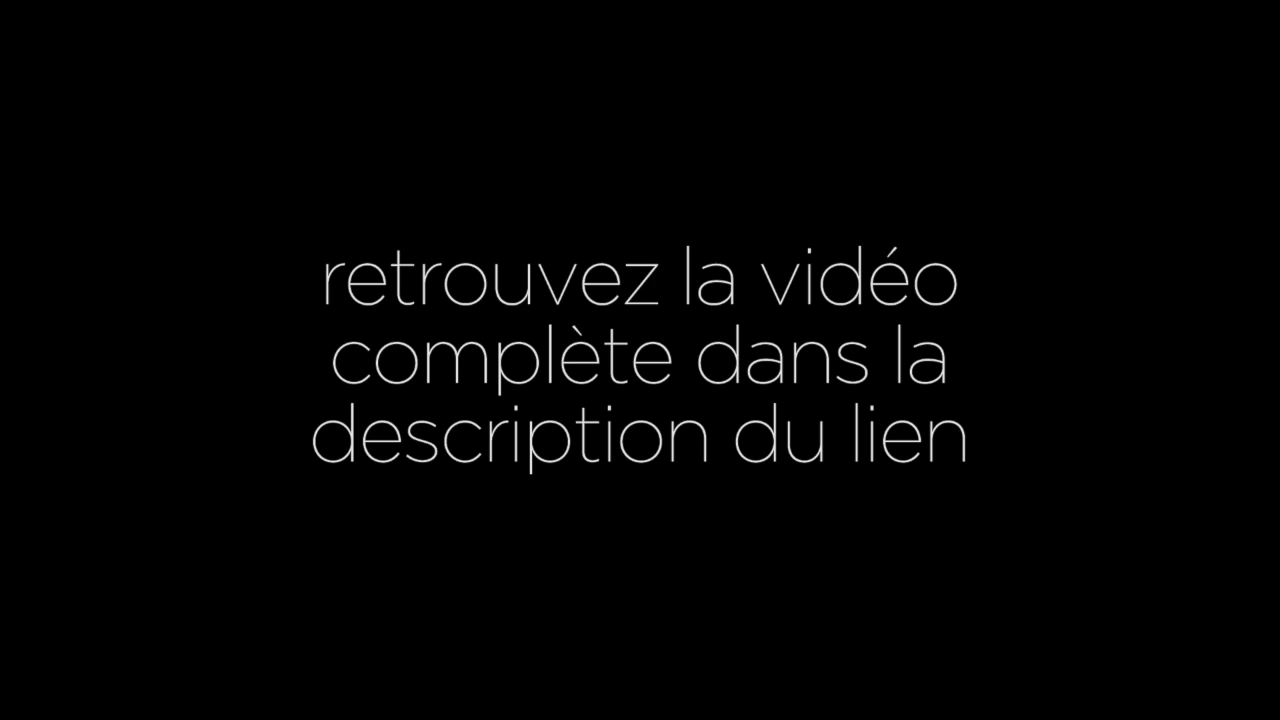 retrouvez la vidéo
complète dans la
description du lien